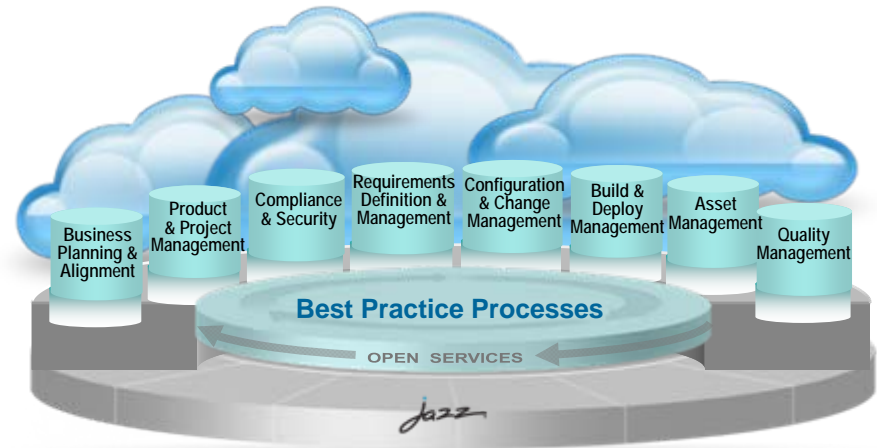 Business
Planning &
Alignment
Product
& Project
Management
Compliance
& Security
Requirements
Definition &
Management
Configuration
& Change
Management
Build &
Deploy
Management
Asset
Management
Quality
Management
Best Practice Processes
OPEN SERVICES
jazz